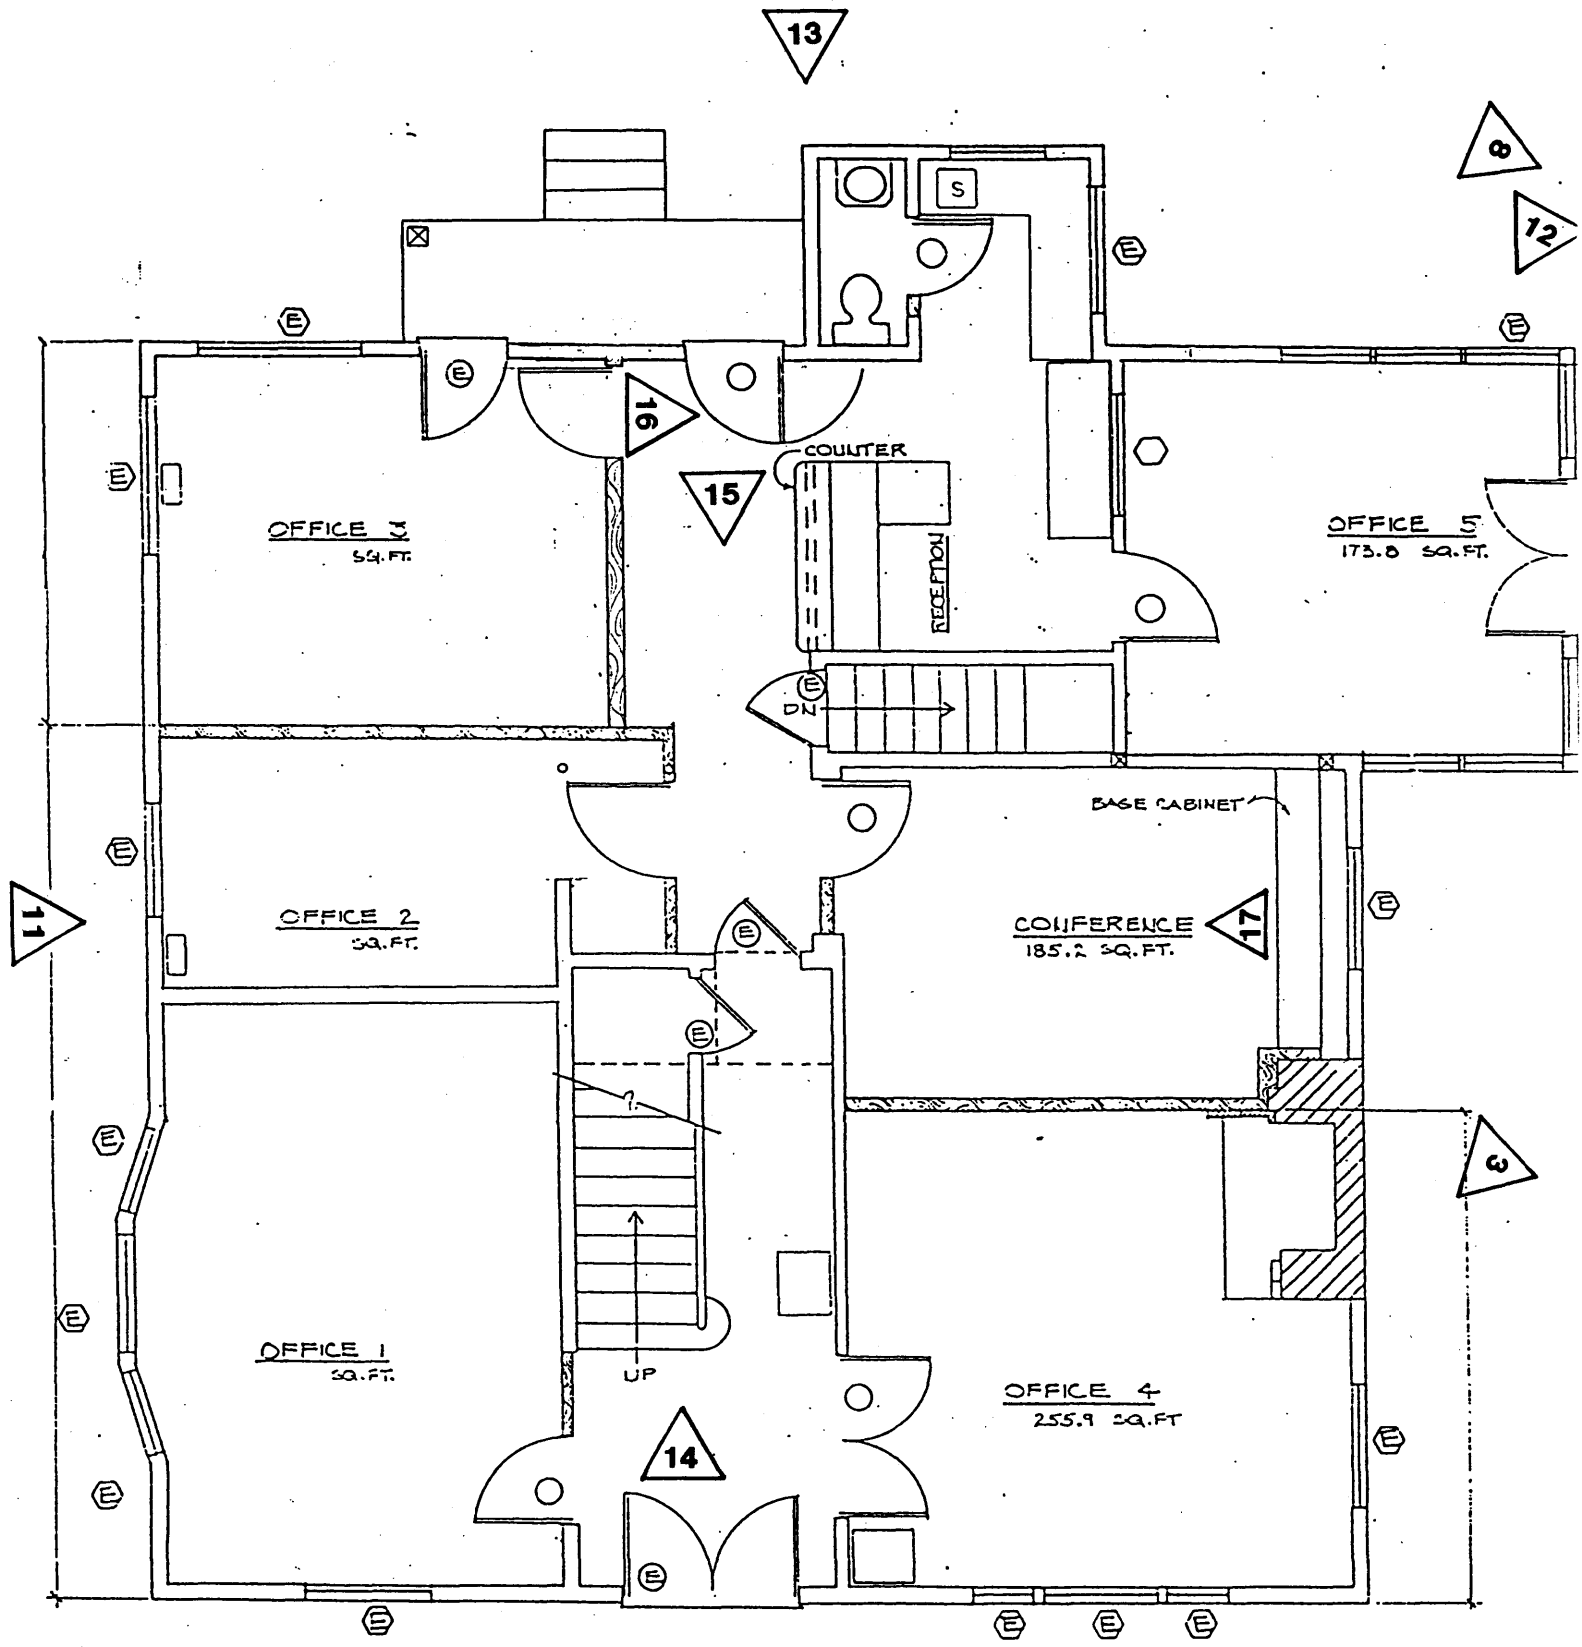 13
8
12
S
E
E
E
E
16
COUNTER
E
15
OFFICE 3
SQ.FT.
OFFICE 5
173.8 SQ.FT.
RECEPTION
E
DN
BASE CABINET
E
11
OFFICE 2
SQ.FT.
CONFERENCE
185.2 SQ.FT.
17
E
E
E
E
3
E
UP
OFFICE 1
SQ.FT.
OFFICE 4
255.9 SQ.FT
14
E
E
E
E
E
E
E